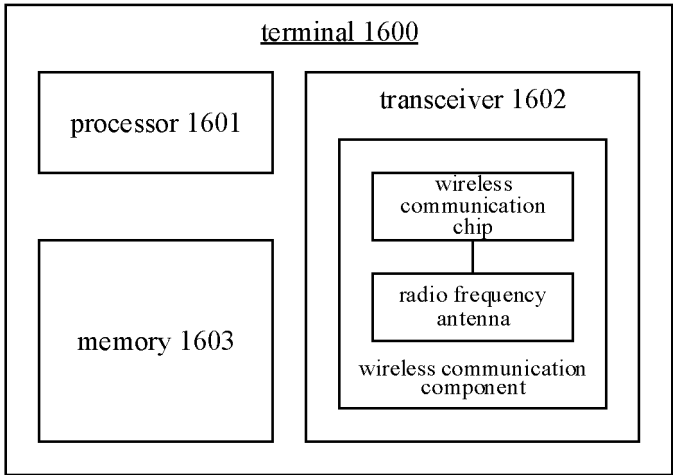 terminal 1600
processor 1601
transceiver 1602
wireless
communication
chip
radio frequency
antenna
wireless communication
component
memory 1603